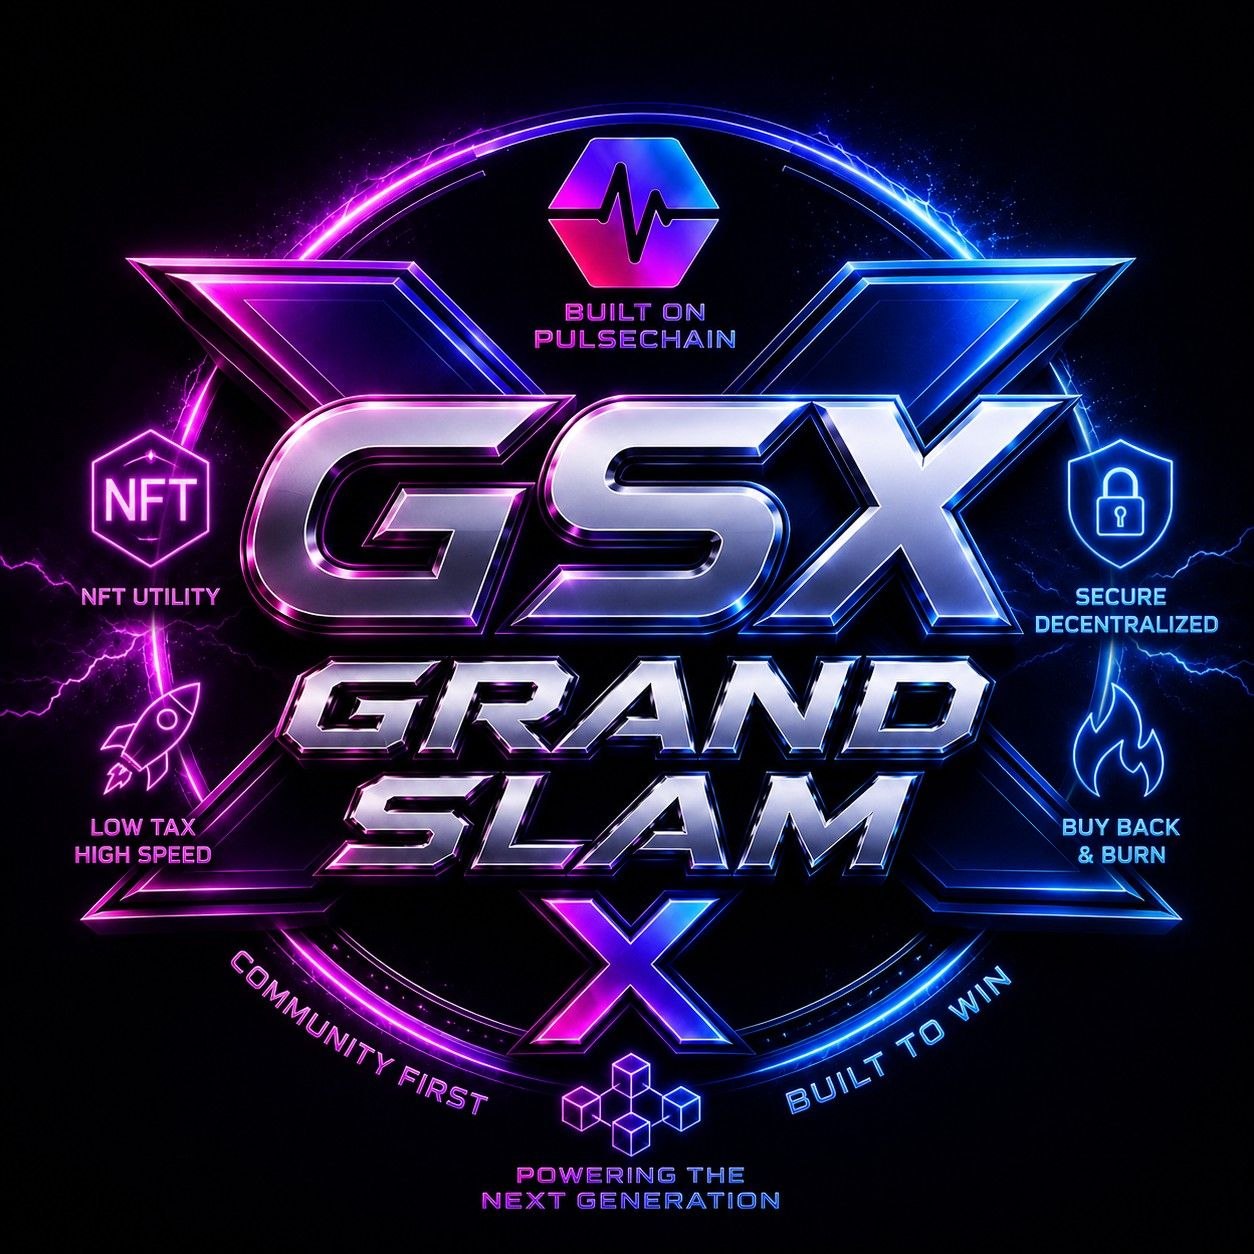 BUILT ON
PULSECHAIN
GSX
NFT
NFT UTILITY
SECURE
DECENTRALIZED
GRAND
SLAM
LOW TAX
HIGH SPEED
BUY BACK
& BURN
X
COMMUNITY FIRST
BUILT TO WIN
POWERING THE
NEXT GENERATION